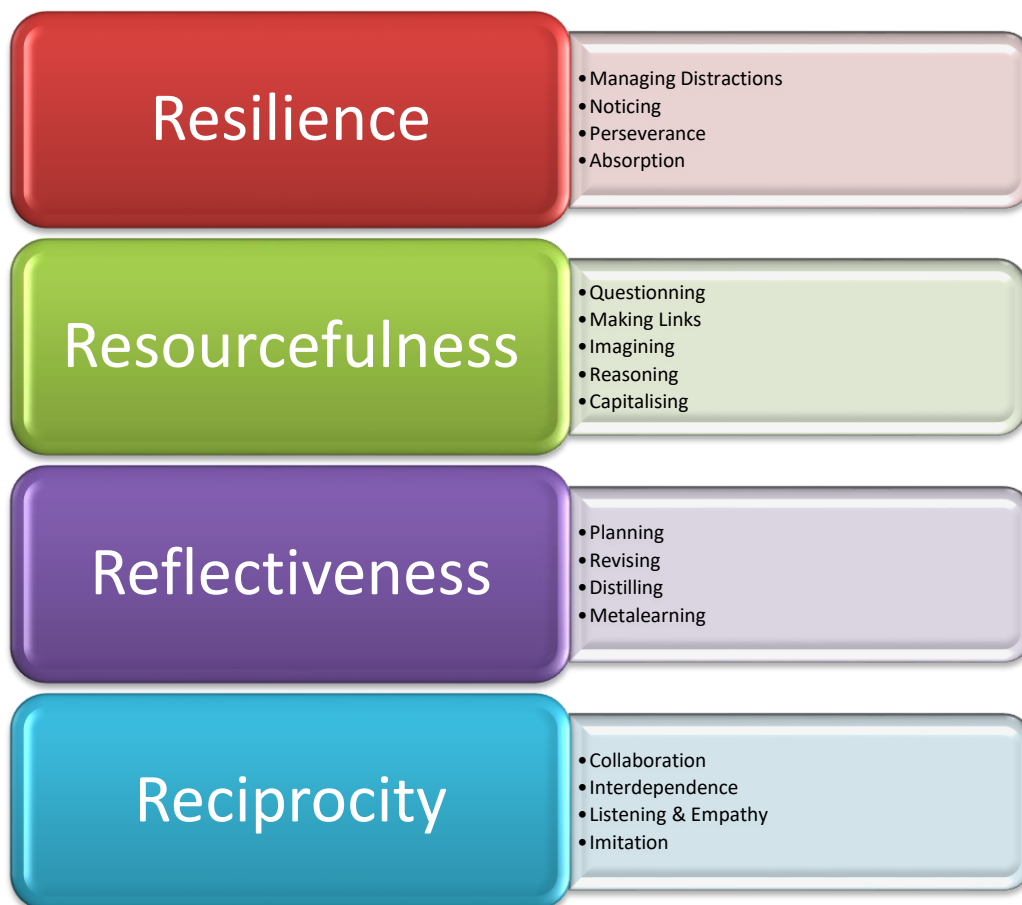 Resilience
•Managing Distractions
•Noticing
•Perseverance
•Absorption
Resourcefulness
•Questionning
•Making Links
•Imagining
•Reasoning
•Capitalising
Reflectiveness
•Planning
•Revising
•Distilling
•Metalearning
Reciprocity
•Collaboration
•Interdependence
•Listening & Empathy
•Imitation